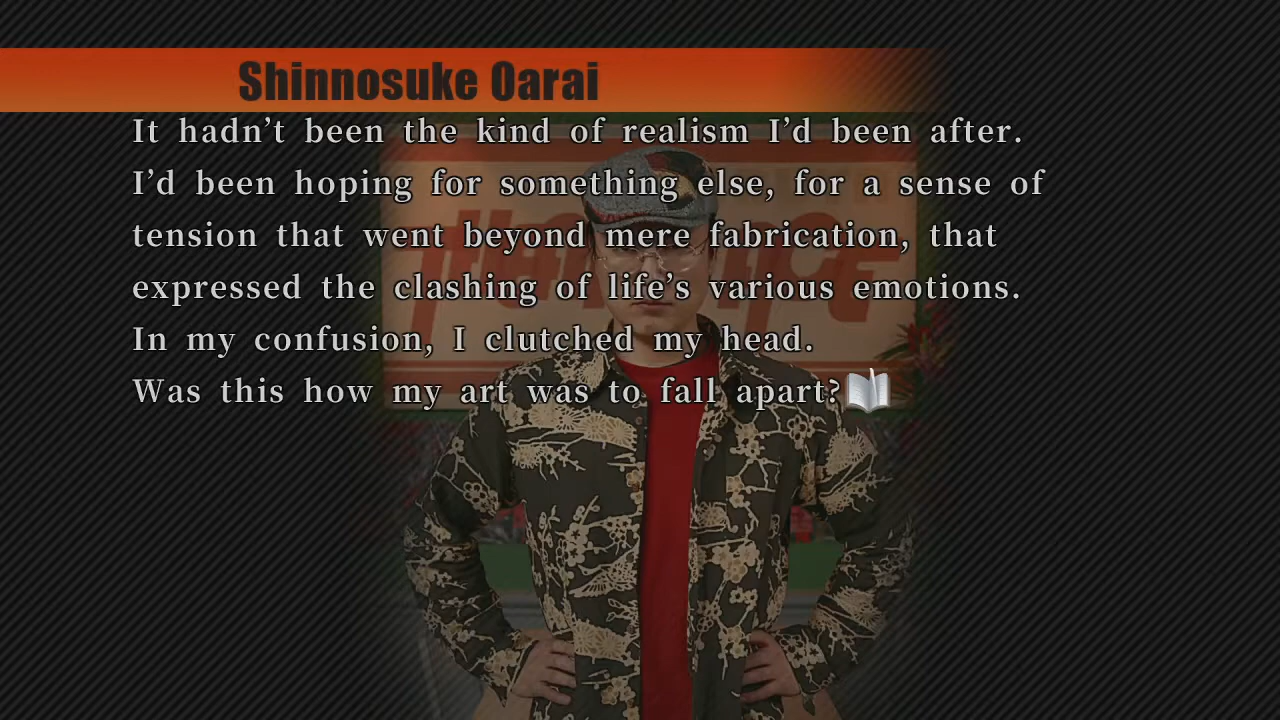 Shinnosuke Oarai
It hadn’t been the kind of realism I’d been after.
I’d been hoping for something else, for a sense of
tension that went beyond mere fabrication, that
expressed the clashing of life’s various emotions.
In my confusion, I clutched my head.
Was this how my art was to fall apart?